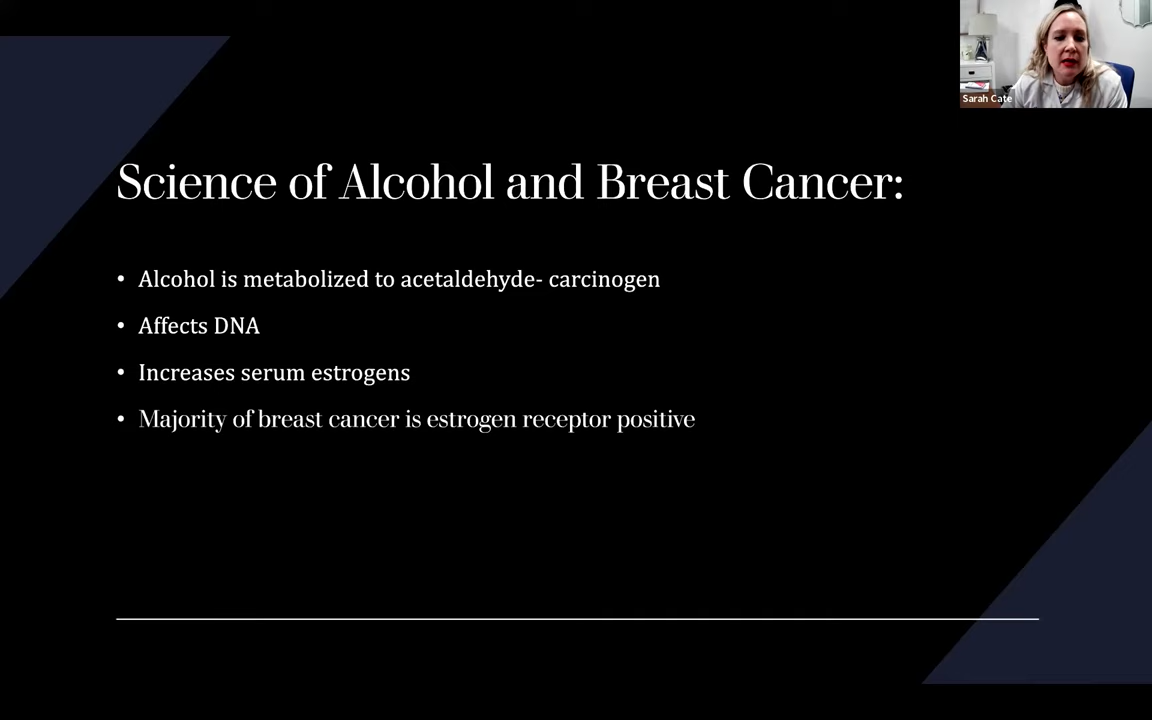 Sarah Cate
Science of Alcohol and Breast Cancer:
• Alcohol is metabolized to acetaldehyde- carcinogen
• Affects DNA
• Increases serum estrogens
• Majority of breast cancer is estrogen receptor positive